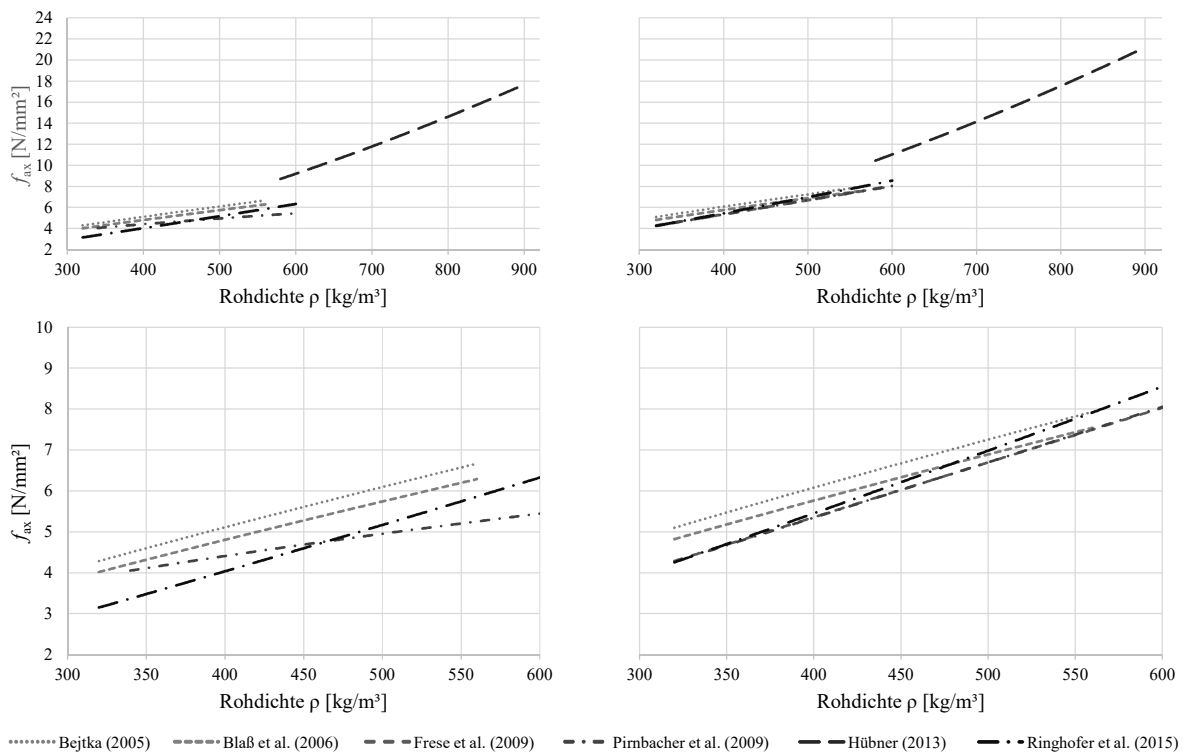 24
22
20
18
16
14
12
10
8
6
4
2
fax [N/mm²]
300 400 500 600 700 800 900
Rohdichte ρ [kg/m³]
300 400 500 600 700 800 900
Rohdichte ρ [kg/m³]
10
9
8
7
6
5
4
3
2
fax [N/mm²]
300 350 400 450 500 550 600
Rohdichte ρ [kg/m³]
300 350 400 450 500 550 600
Rohdichte ρ [kg/m³]
Bejtka (2005) Blaß et al. (2006) Frese et al. (2009) Pirnbacher et al. (2009) Hübner (2013) Ringhofer et al. (2015)